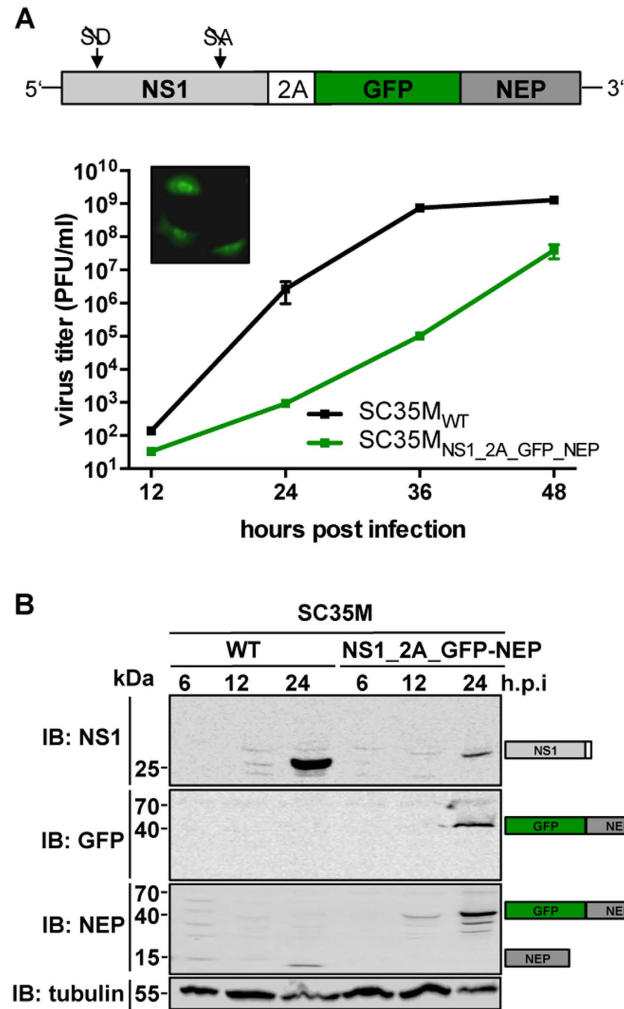 A
SD SA
5‘ NS1 2A GFP NEP 3‘
virus titer (PFU/ml)
10^10
10^9
10^8
10^7
10^6
10^5
10^4
10^3
10^2
10^1
SC35M_WT
SC35M_NS1_2A_GFP_NEP
12 24 36 48
hours post infection
B
SC35M
WT NS1_2A_GFP-NEP
kDa 6 12 24 6 12 24 h.p.i
IB: NS1 25 NS1
IB: GFP 70 40 GFP NE
IB: NEP 70 40 15 GFP NE
NEP
IB: tubulin 55